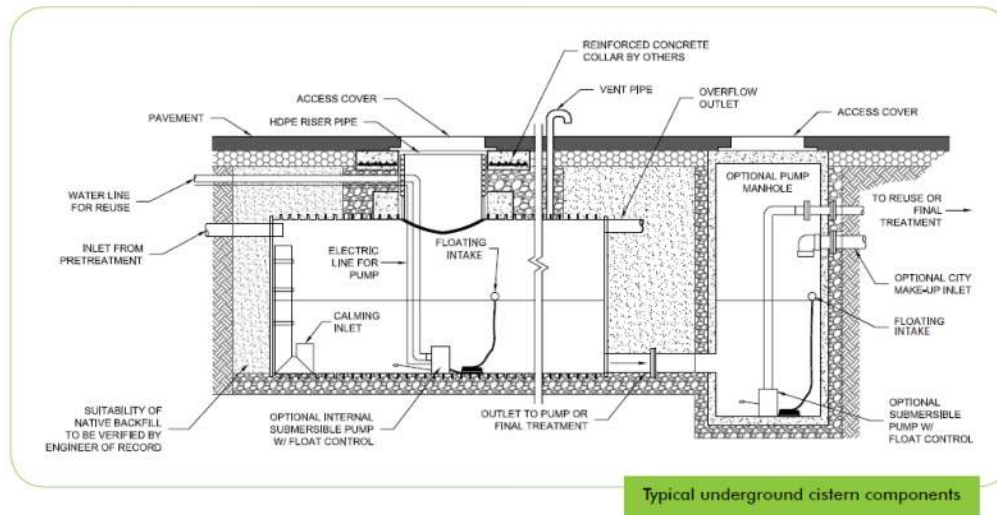 REINFORCED CONCRETE
COLLAR BY OTHERS
VENT PIPE
ACCESS COVER
OVERFLOW
OUTLET
ACCESS COVER
PAVEMENT
HDPE RISER PIPE
OPTIONAL PUMP
MANHOLE
WATER LINE
FOR REUSE
TO REUSE OR
FINAL
TREATMENT
INLET FROM
PRETREATMENT
ELECTRIC
LINE FOR
PUMP
FLOATING
INTAKE
OPTIONAL CITY
MAKE-UP INLET
CALMING
INLET
FLOATING
INTAKE
SUITABILITY OF
NATIVE BACKFILL
TO BE VERIFIED BY
ENGINEER OF RECORD
OPTIONAL INTERNAL
SUBMERSIBLE PUMP
W/ FLOAT CONTROL
OUTLET TO PUMP OR
FINAL TREATMENT
OPTIONAL
SUBMERSIBLE
PUMP W/
FLOAT CONTROL
Typical underground cistern components